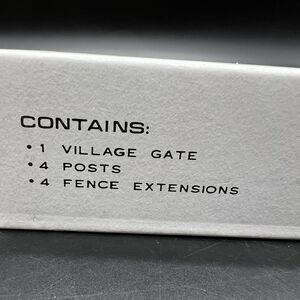 CONTAINS:
• 1 VILLAGE GATE
• 4 POSTS
• 4 FENCE EXTENSIONS